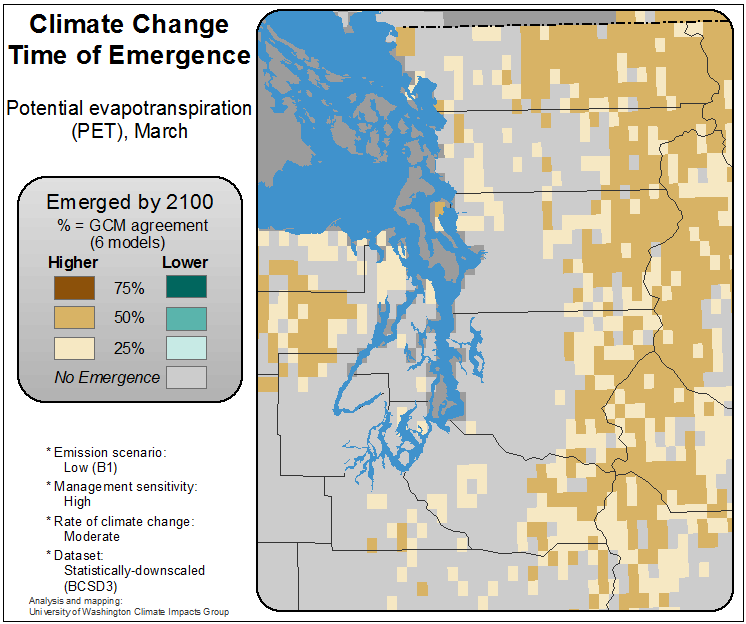 Climate Change
Time of Emergence
Potential evapotranspiration
(PET), March
Emerged by 2100
% = GCM agreement
(6 models)
Higher Lower
75%
50%
25%
No Emergence
* Emission scenario:
Low (B1)
* Management sensitivity:
High
* Rate of climate change:
Moderate
* Dataset:
Statistically-downscaled
(BCSD3)
Analysis and mapping:
University of Washington Climate Impacts Group